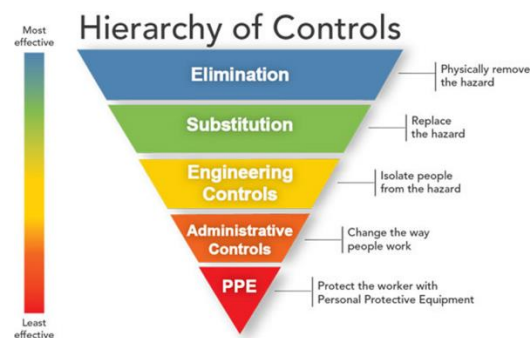 Most
effective
Hierarchy of Controls
Elimination
Physically remove
the hazard
Substitution
Replace
the hazard
Engineering
Controls
Isolate people
from the hazard
Administrative
Controls
Change the way
people work
PPE
Protect the worker with
Personal Protective Equipment
Least
effective